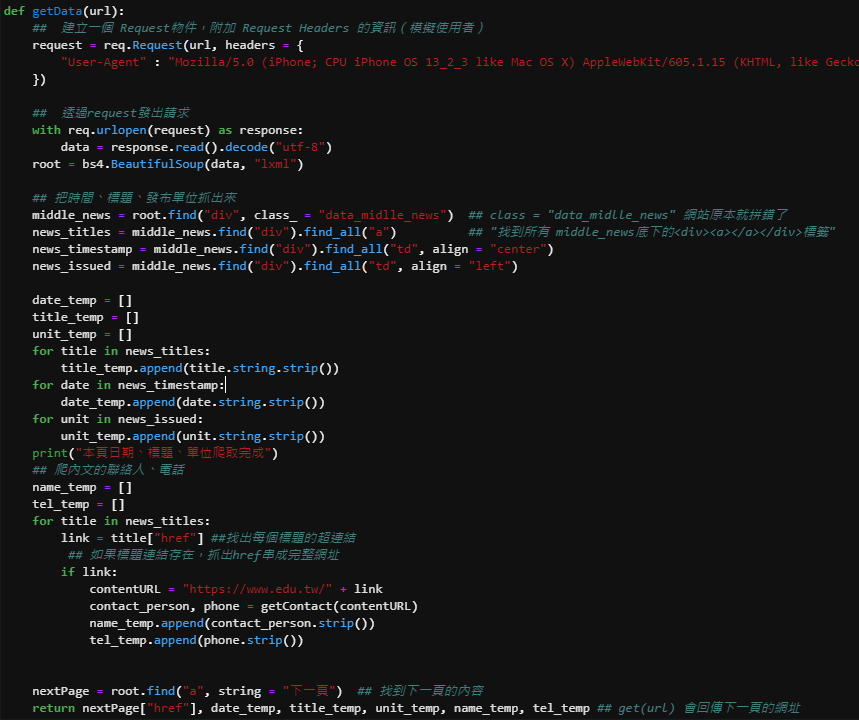 def getData(url):
    ##  建立一個 Request物件，附加 Request Headers 的資訊（模擬使用者）
    request = req.Request(url, headers = {
        "User-Agent" : "Mozilla/5.0 (iPhone; CPU iPhone OS 13_2_3 like Mac OS X) AppleWebKit/605.1.15 (KHTML, like Gecko
    })
    ##  透過request發出請求
    with req.urlopen(request) as response:
        data = response.read().decode("utf-8")
    root = bs4.BeautifulSoup(data, "lxml")
    ## 把時間、標題、發布單位抓出來
    middle_news = root.find("div", class_ = "data_midlle_news")  ## class = "data_midlle_news" 網站原本就拼錯了
    news_titles = middle_news.find("div").find_all("a")          ## "找到所有 middle_news底下的<div><a></a></div>標籤"
    news_timestamp = middle_news.find("div").find_all("td", align = "center")
    news_issued = middle_news.find("div").find_all("td", align = "left")
    date_temp = []
    title_temp = []
    unit_temp = []
    for title in news_titles:
        title_temp.append(title.string.strip())
    for date in news_timestamp:
        date_temp.append(date.string.strip())
    for unit in news_issued:
        unit_temp.append(unit.string.strip())
    print("本頁日期、標題、單位爬取完成")
    ## 爬內文的聯絡人、電話
    name_temp = []
    tel_temp = []
    for title in news_titles:
        link = title["href"] ##找出每個標題的超連結
         ## 如果標題連結存在，抓出href串成完整網址
        if link:
            contentURL = "https://www.edu.tw/" + link
            contact_person, phone = getContact(contentURL)
            name_temp.append(contact_person.strip())
            tel_temp.append(phone.strip())
    nextPage = root.find("a", string = "下一頁")  ## 找到下一頁的內容
    return nextPage["href"], date_temp, title_temp, unit_temp, name_temp, tel_temp ## get(url) 會回傳下一頁的網址